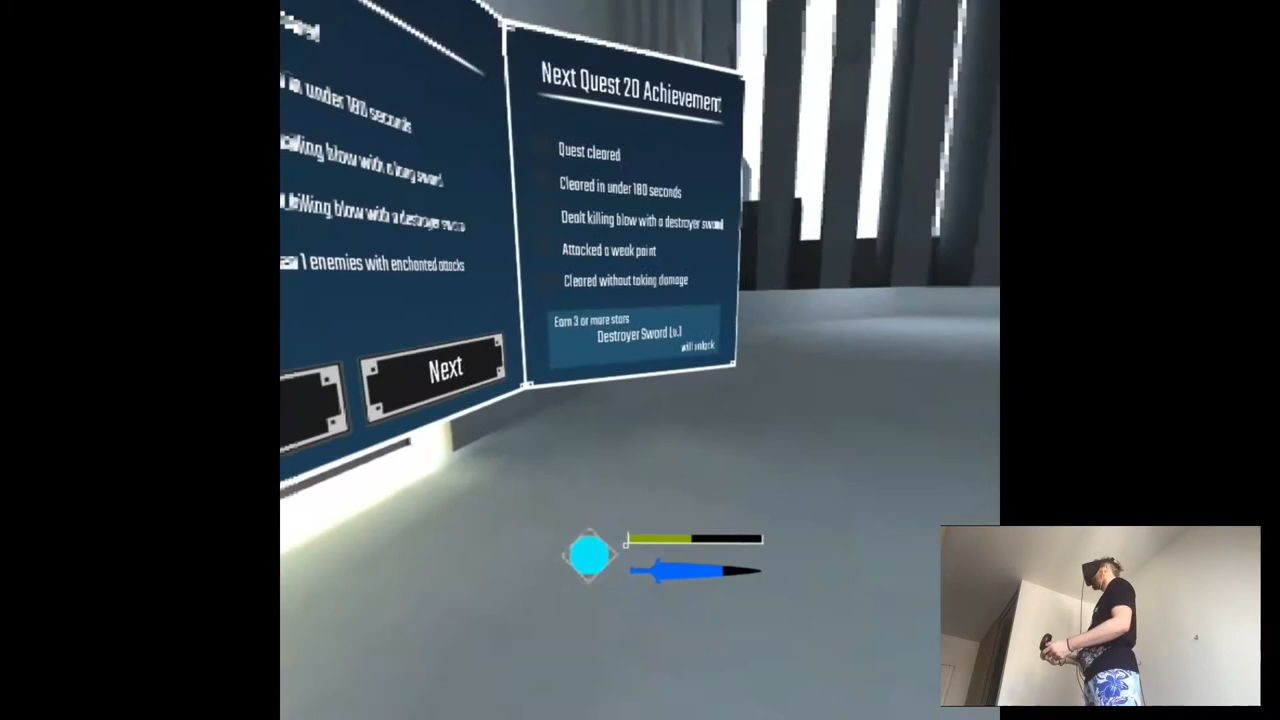 in under 180 seconds
killing blow with a long sword
killing blow with a destroyer sword
1 enemies with enchanted attacks
Next
Next Quest 20 Achievement
Quest cleared
Cleared in under 180 seconds
Dealt killing blow with a destroyer sword
Attacked a weak point
Cleared without taking damage
Earn 3 or more stars
Destroyer Sword Lv.1
will unlock